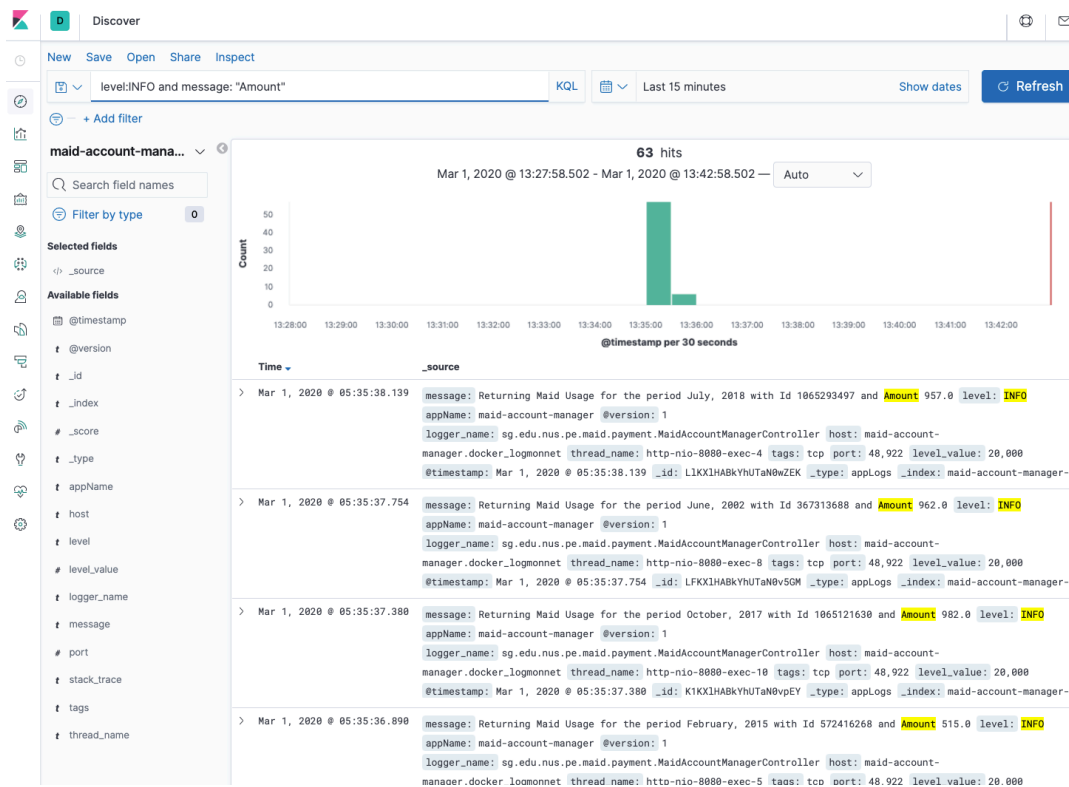 D Discover
New Save Open Share Inspect
level:INFO and message: "Amount" KQL Last 15 minutes Show dates Refresh
+ Add filter
maid-account-mana...
Search field names
Filter by type 0
Selected fields
</> _source
Available fields
@timestamp
t @version
t _id
t _index
# _score
t _type
t appName
t host
t level
# level_value
t logger_name
t message
# port
t stack_trace
t tags
t thread_name
63 hits
Mar 1, 2020 @ 13:27:58.502 - Mar 1, 2020 @ 13:42:58.502 — Auto
Count
50
40
30
20
10
0
13:28:00 13:29:00 13:30:00 13:31:00 13:32:00 13:33:00 13:34:00 13:35:00 13:36:00 13:37:00 13:38:00 13:39:00 13:40:00 13:41:00 13:42:00
@timestamp per 30 seconds
Time _source
Mar 1, 2020 @ 05:35:38.139 message: Returning Maid Usage for the period July, 2018 with Id 1065293497 and Amount 957.0 level: INFO
appName: maid-account-manager @version: 1
logger_name: sg.edu.nus.pe.maid.payment.MaidAccountManagerController host: maid-account-
manager.docker_logmonnet thread_name: http-nio-8080-exec-4 tags: tcp port: 48,922 level_value: 20,000
@timestamp: Mar 1, 2020 @ 05:35:38.139 _id: LlKXlHABkYhUTaN0wZEK _type: appLogs _index: maid-account-manager-
Mar 1, 2020 @ 05:35:37.754 message: Returning Maid Usage for the period June, 2002 with Id 367313688 and Amount 962.0 level: INFO
appName: maid-account-manager @version: 1
logger_name: sg.edu.nus.pe.maid.payment.MaidAccountManagerController host: maid-account-
manager.docker_logmonnet thread_name: http-nio-8080-exec-8 tags: tcp port: 48,922 level_value: 20,000
@timestamp: Mar 1, 2020 @ 05:35:37.754 _id: LFKXlHABkYhUTaN0v5GM _type: appLogs _index: maid-account-manager-
Mar 1, 2020 @ 05:35:37.380 message: Returning Maid Usage for the period October, 2017 with Id 1065121630 and Amount 982.0 level: INFO
appName: maid-account-manager @version: 1
logger_name: sg.edu.nus.pe.maid.payment.MaidAccountManagerController host: maid-account-
manager.docker_logmonnet thread_name: http-nio-8080-exec-10 tags: tcp port: 48,922 level_value: 20,000
@timestamp: Mar 1, 2020 @ 05:35:37.380 _id: K1KXlHABkYhUTaN0vpEY _type: appLogs _index: maid-account-manager-
Mar 1, 2020 @ 05:35:36.890 message: Returning Maid Usage for the period February, 2015 with Id 572416268 and Amount 515.0 level: INFO
appName: maid-account-manager @version: 1
logger_name: sg.edu.nus.pe.maid.payment.MaidAccountManagerController host: maid-account-
manager.docker_logmonnet thread_name: http-nio-8080-exec-5 tags: tcp port: 48,922 level_value: 20,000